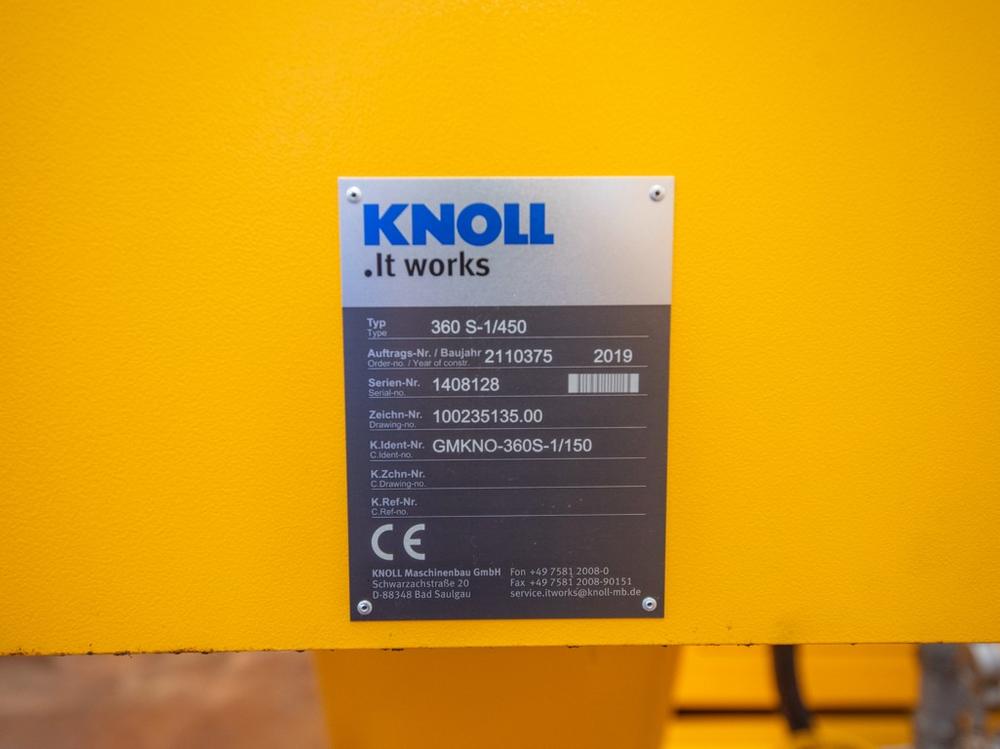 KNOLL
.It works
Typ 360 S-1/450
Type
Auftrags-Nr. / Baujahr 2110375 2019
Order-no. / Year of constr.
Serien-Nr. 1408128
Serial-no.
Zeichn-Nr. 100235135.00
Drawing-no.
K.Ident-Nr. GMKNO-360S-1/150
C.Ident-no.
K.Zchn-Nr.
C.Drawing-no.
K.Ref-Nr.
C.Ref-no.
CE
KNOLL Maschinenbau GmbH Fon +49 7581 2008-0
Schwarzachstraße 20 Fax +49 7581 2008-90151
D-88348 Bad Saulgau service.itworks@knoll-mb.de